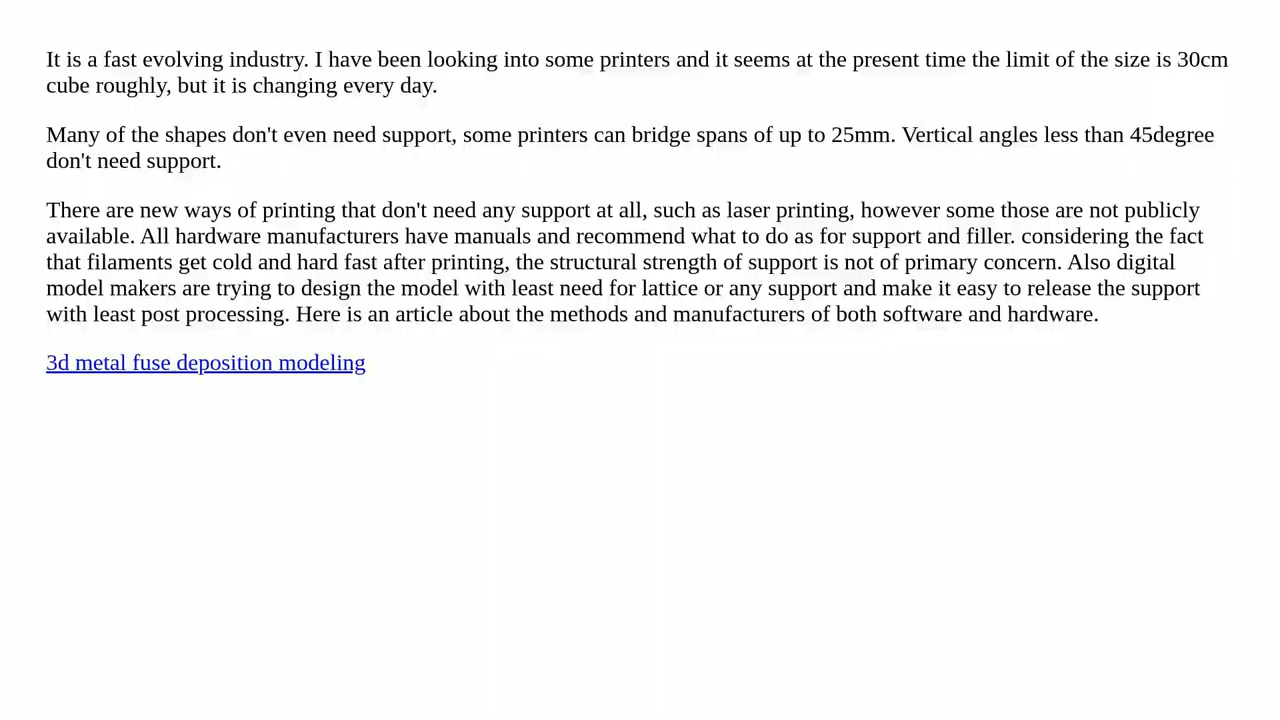 It is a fast evolving industry. I have been looking into some printers and it seems at the present time the limit of the size is 30cm
cube roughly, but it is changing every day.
Many of the shapes don't even need support, some printers can bridge spans of up to 25mm. Vertical angles less than 45degree
don't need support.
There are new ways of printing that don't need any support at all, such as laser printing, however some those are not publicly
available. All hardware manufacturers have manuals and recommend what to do as for support and filler. considering the fact
that filaments get cold and hard fast after printing, the structural strength of support is not of primary concern. Also digital
model makers are trying to design the model with least need for lattice or any support and make it easy to release the support
with least post processing. Here is an article about the methods and manufacturers of both software and hardware.
3d metal fuse deposition modeling